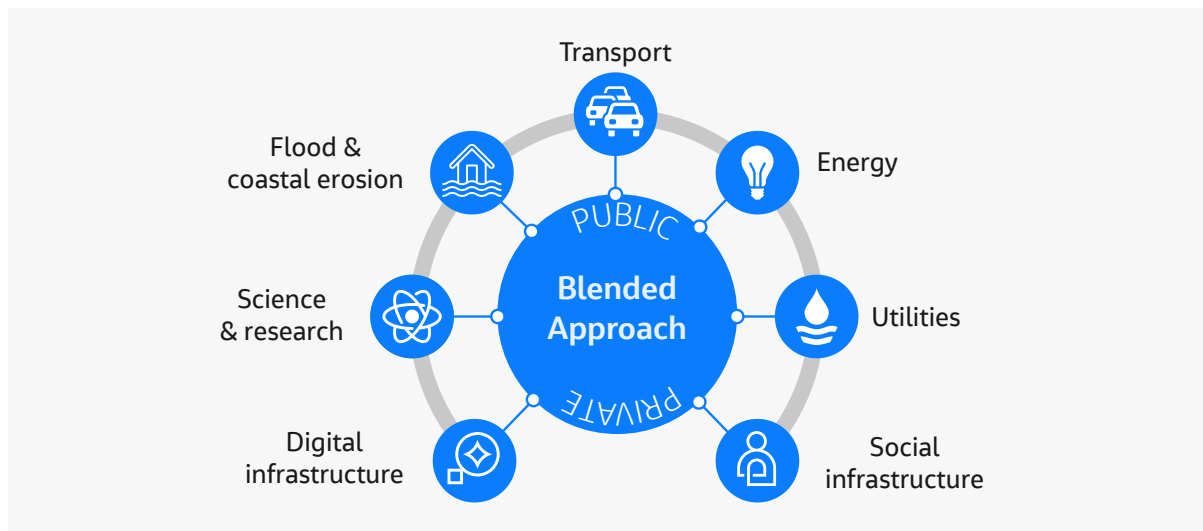 Transport
Flood &
coastal erosion
Energy
PUBLIC
Blended
Approach
Science
& research
Utilities
PRIVATE
Digital
infrastructure
Social
infrastructure